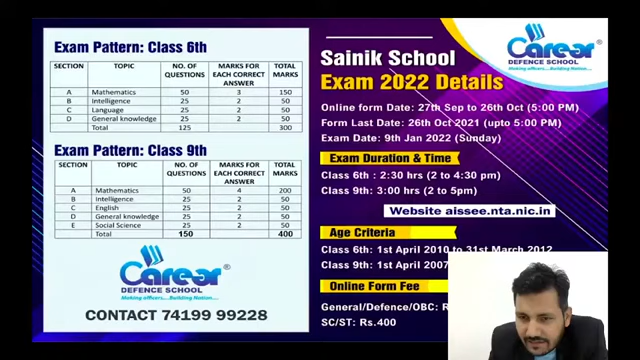 Exam Pattern: Class 6th
SECTION TOPIC NO. OF QUESTIONS MARKS FOR EACH CORRECT ANSWER TOTAL MARKS
A Mathematics 50 3 150
B Intelligence 25 2 50
C Language 25 2 50
D General knowledge 25 2 50
Total 125 300
Exam Pattern: Class 9th
SECTION TOPIC NO. OF QUESTIONS MARKS FOR EACH CORRECT ANSWER TOTAL MARKS
A Mathematics 50 4 200
B Intelligence 25 2 50
C English 25 2 50
D General knowledge 25 2 50
E Social Science 25 2 50
Total 150 400
Carear ®
DEFENCE SCHOOL
Making officers...Building Nation...
CONTACT 74199 99228
Carear ®
DEFENCE SCHOOL
Making officers...Building Nation...
Sainik School
Exam 2022 Details
Online form Date: 27th Sep to 26th Oct (5:00 PM)
Form Last Date: 26th Oct 2021 (upto 5:00 PM)
Exam Date: 9th Jan 2022 (Sunday)
Exam Duration & Time
Class 6th: 2:30 hrs (2 to 4:30 pm)
Class 9th: 3:00 hrs (2 to 5pm)
Website aissee.nta.nic.in
Age Criteria
Class 6th: 1st April 2010 to 31st March 2012
Class 9th: 1st April 2007
Online Form Fee
General/Defence/OBC:
SC/ST: Rs.400